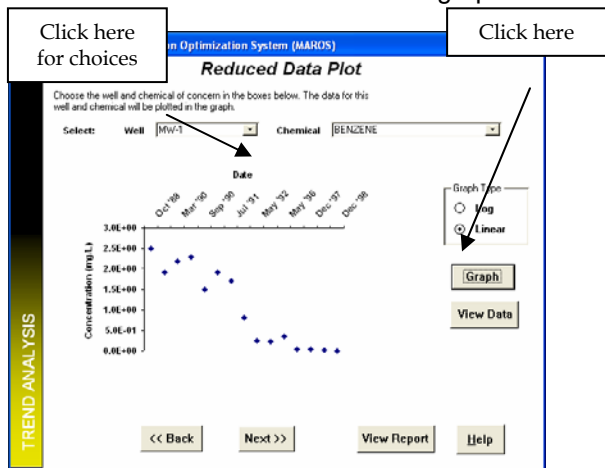 Click here
for choices
Click here
on Optimization System (MAROS)
Reduced Data Plot
Choose the well and chemical of concern in the boxes below. The data for this
well and chemical will be plotted in the graph.
Select: Well MW-1 Chemical BENZENE
Date
Oct '88 Mar '90 Sep '90 Jul '91 May '92 May '96 Dec '97 Dec '98
Graph Type
Log
Linear
Concentration (mg/L)
3.0E+00
2.5E+00
2.0E+00
1.5E+00
1.0E+00
5.0E-01
0.0E+00
Graph
View Data
TREND ANALYSIS
<< Back Next >> View Report Help